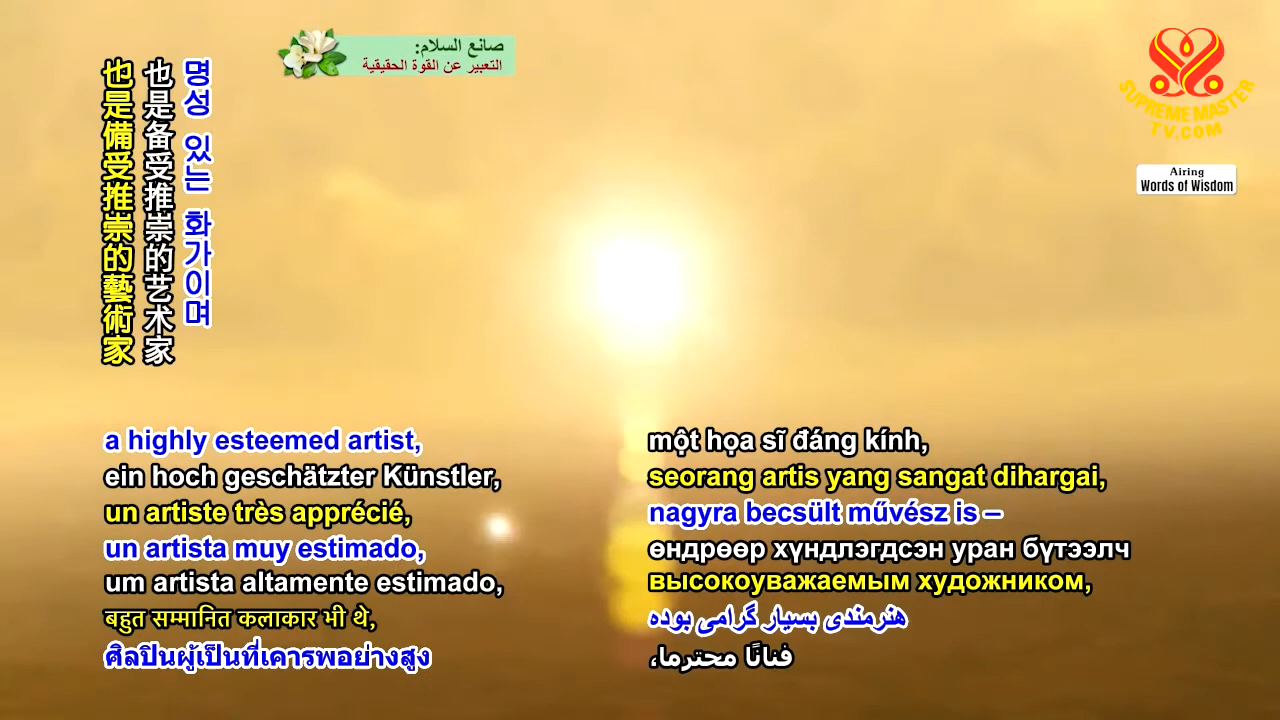 صانع السلام:
التعبير عن القوة الحقيقية
SUPREME MASTER
TV.COM
Airing
Words of Wisdom
명성 있는 화가이며
也是备受推崇的艺术家
也是備受推崇的藝術家
a highly esteemed artist,
ein hoch geschätzter Künstler,
un artiste très apprécié,
un artista muy estimado,
um artista altamente estimado,
बहुत सम्मानित कलाकार भी थे,
ศิลปินผู้เป็นที่เคารพอย่างสูง
một họa sĩ đáng kính,
seorang artis yang sangat dihargai,
nagyra becsült művész is –
өндрөөр хүндлэгдсэн уран бүтээлч
высокоуважаемым художником,
هنرمندی بسیار گرامی بوده
فنانًا محترما،